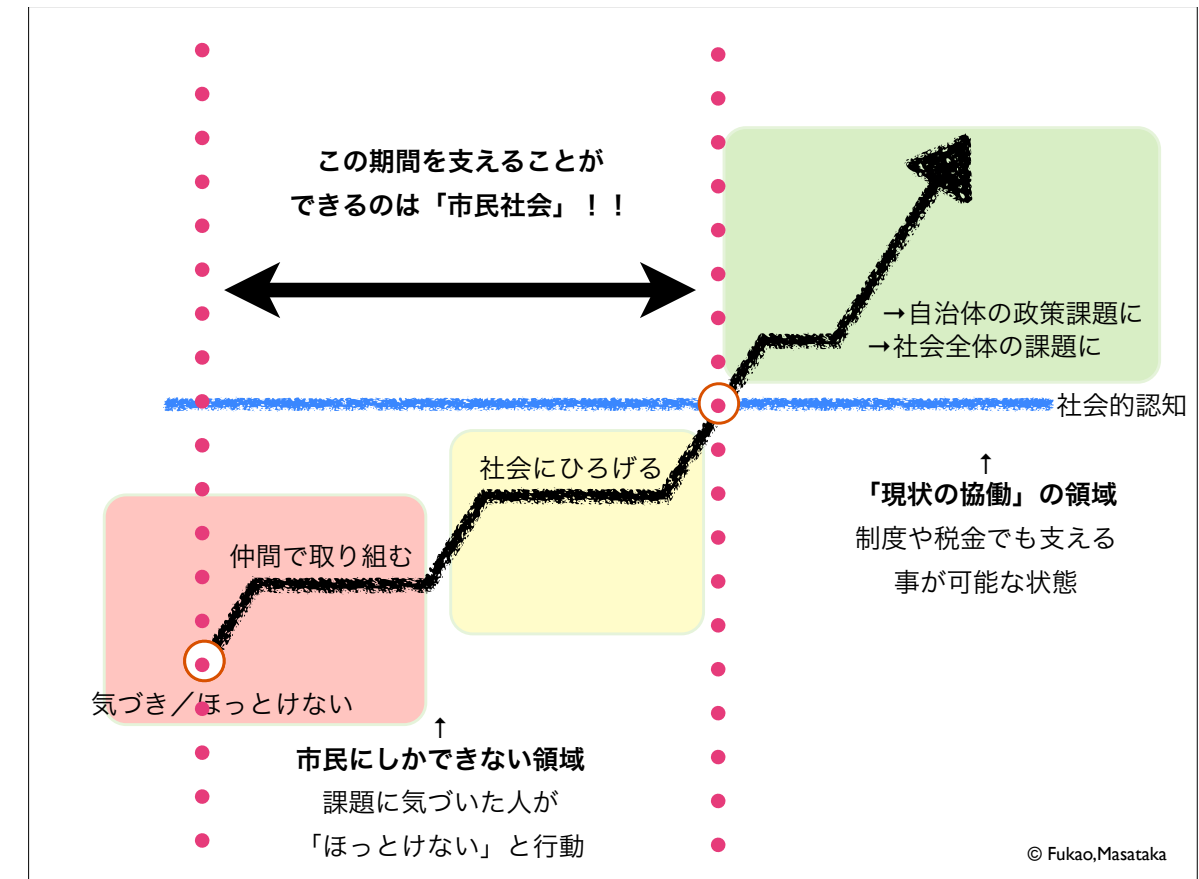 この期間を支えることが
できるのは「市民社会」！！
→自治体の政策課題に
→社会全体の課題に
社会的認知
社会にひろげる
↑
「現状の協働」の領域
制度や税金でも支える
事が可能な状態
仲間で取り組む
気づき／ほっとけない
↑
市民にしかできない領域
課題に気づいた人が
「ほっとけない」と行動
© Fukao,Masataka